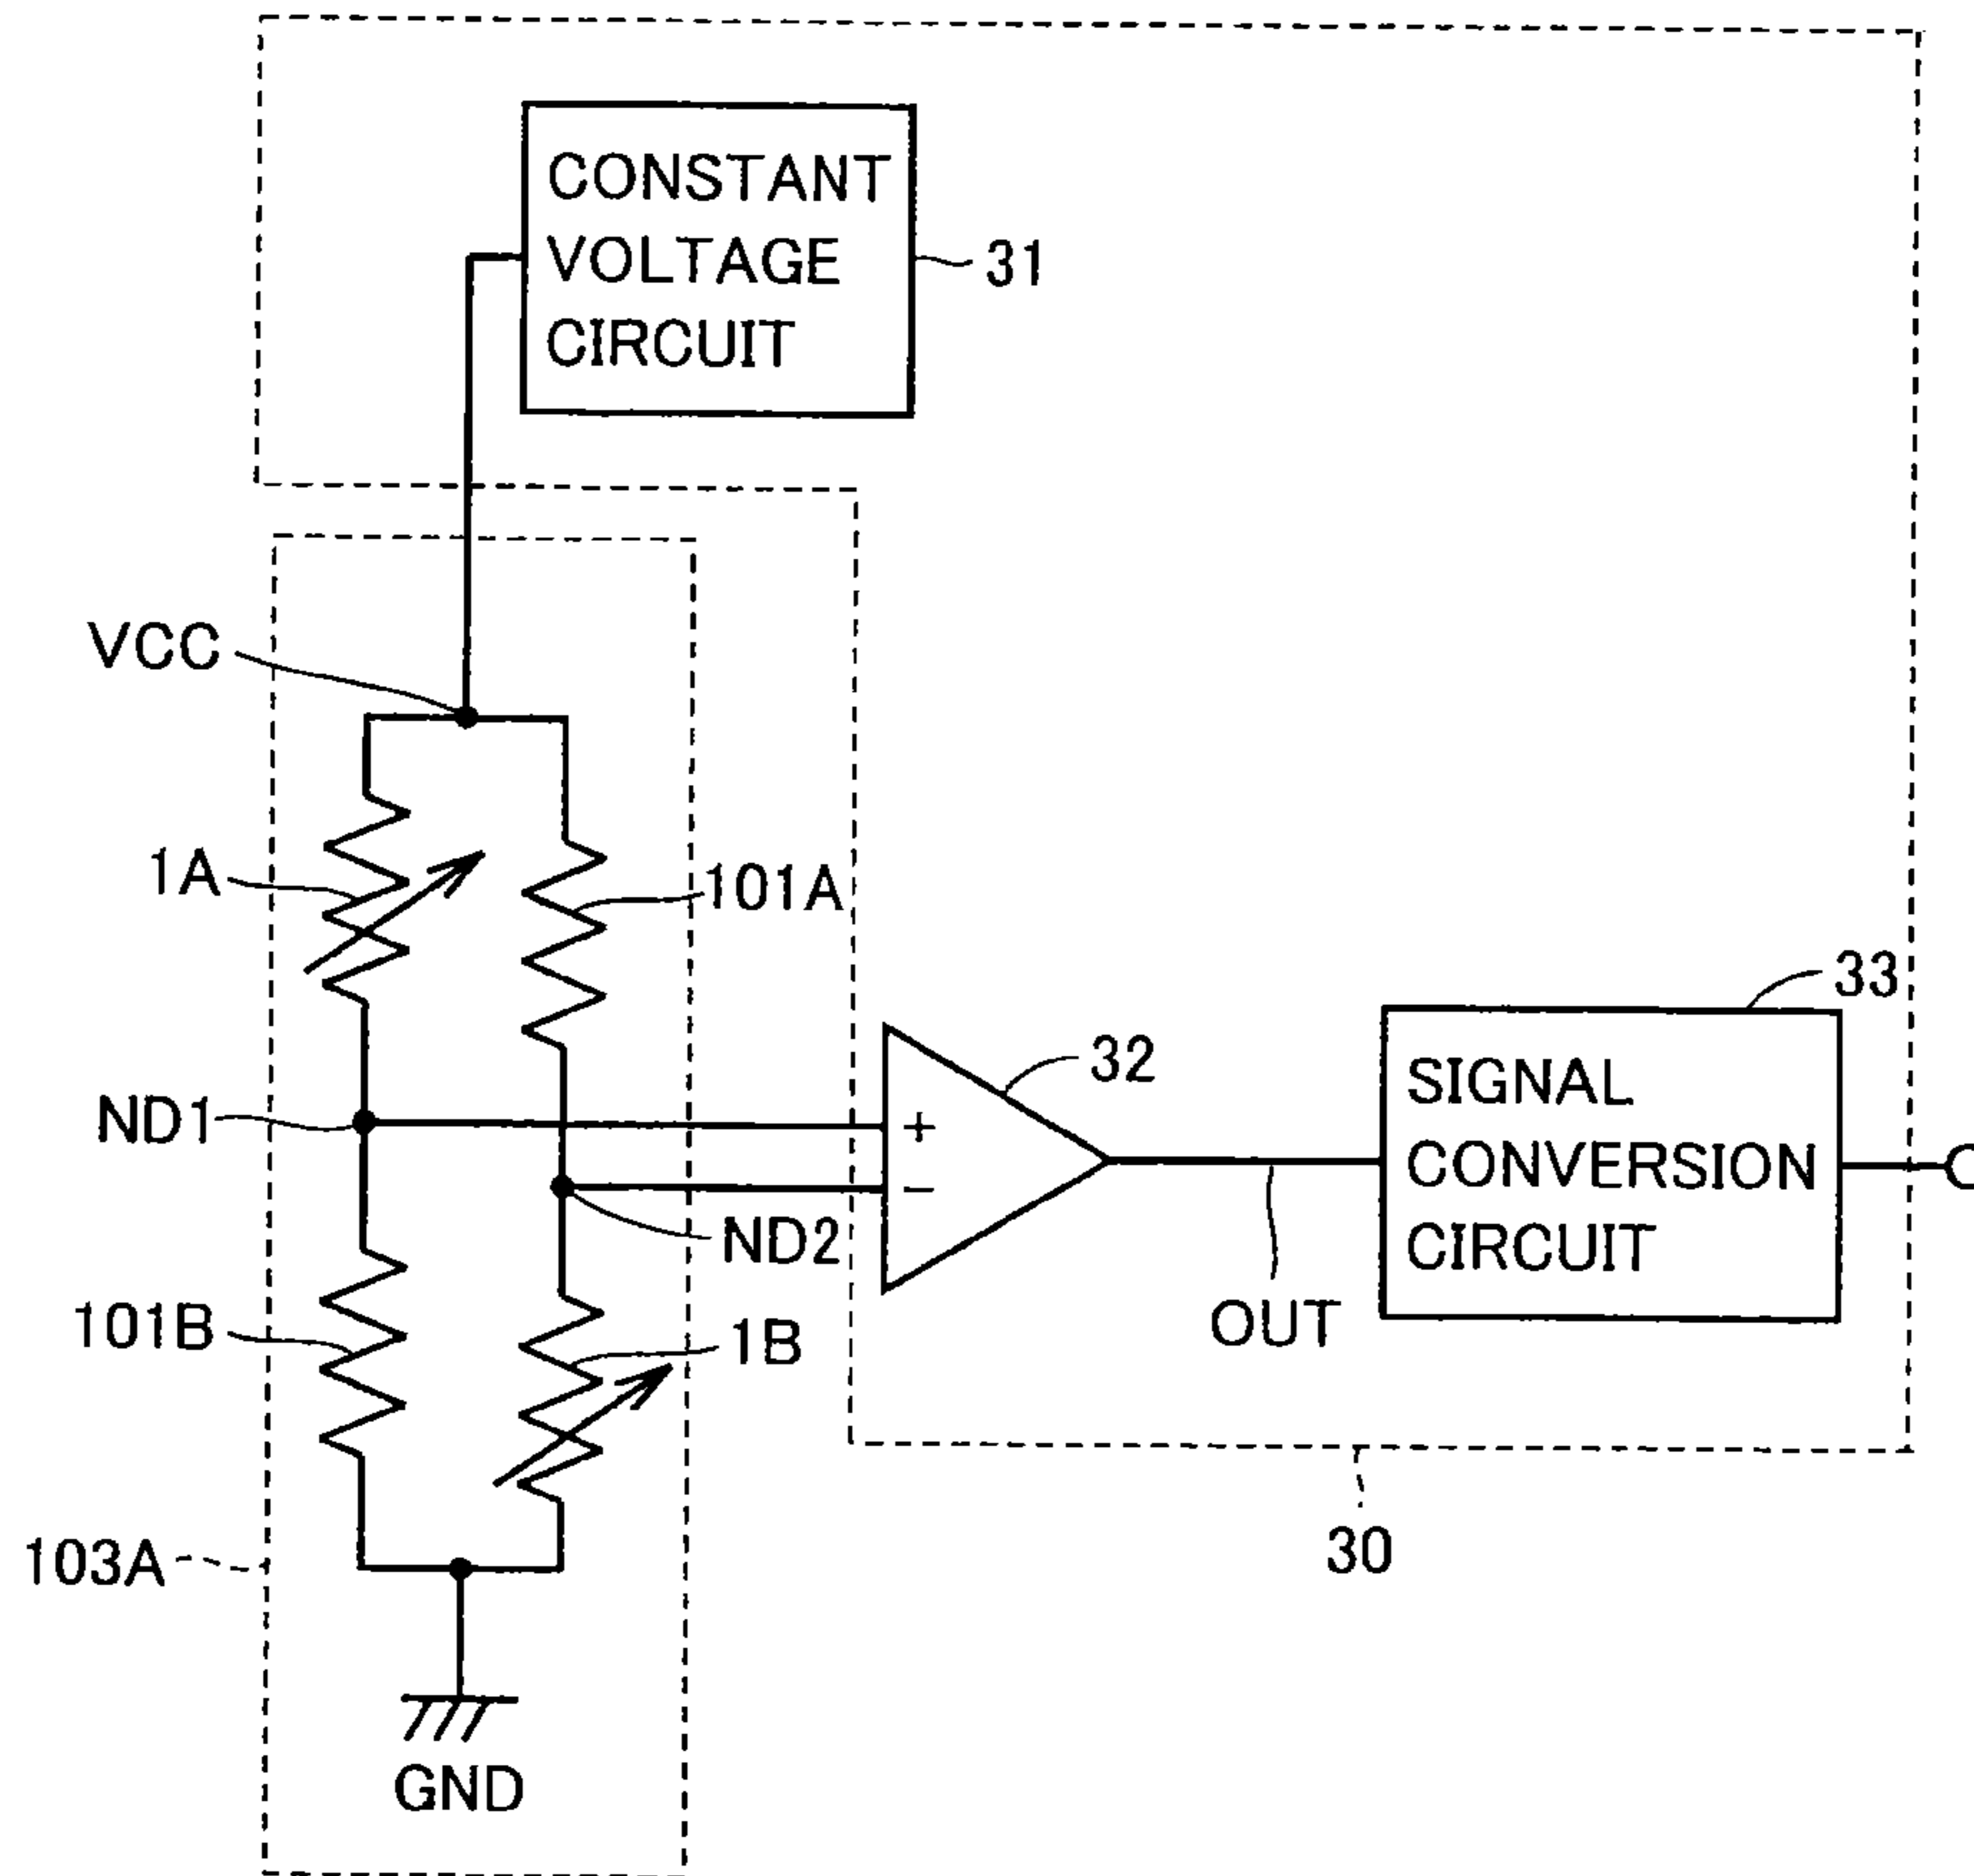 CONSTANT
VOLTAGE
CIRCUIT
31
VCC
1A
101A
33
32
SIGNAL
CONVERSION
CIRCUIT
+
−
ND1
ND2
OUT
101B
1B
103A
30
GND